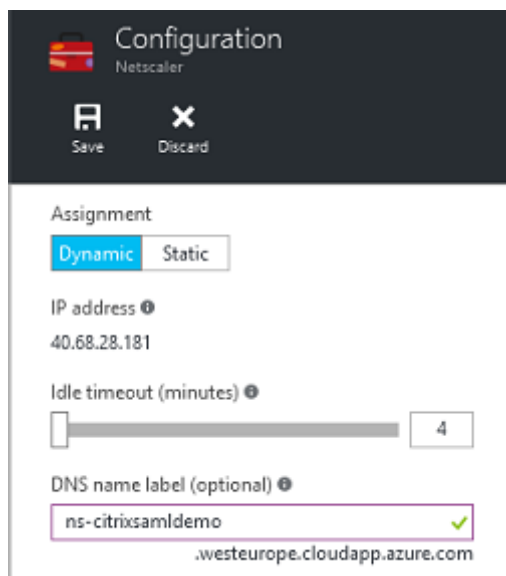 Configuration
Netscaler
Save Discard
Assignment
Dynamic Static
IP address
40.68.28.181
Idle timeout (minutes)
4
DNS name label (optional)
ns-citrixsamldemo
.westeurope.cloudapp.azure.com